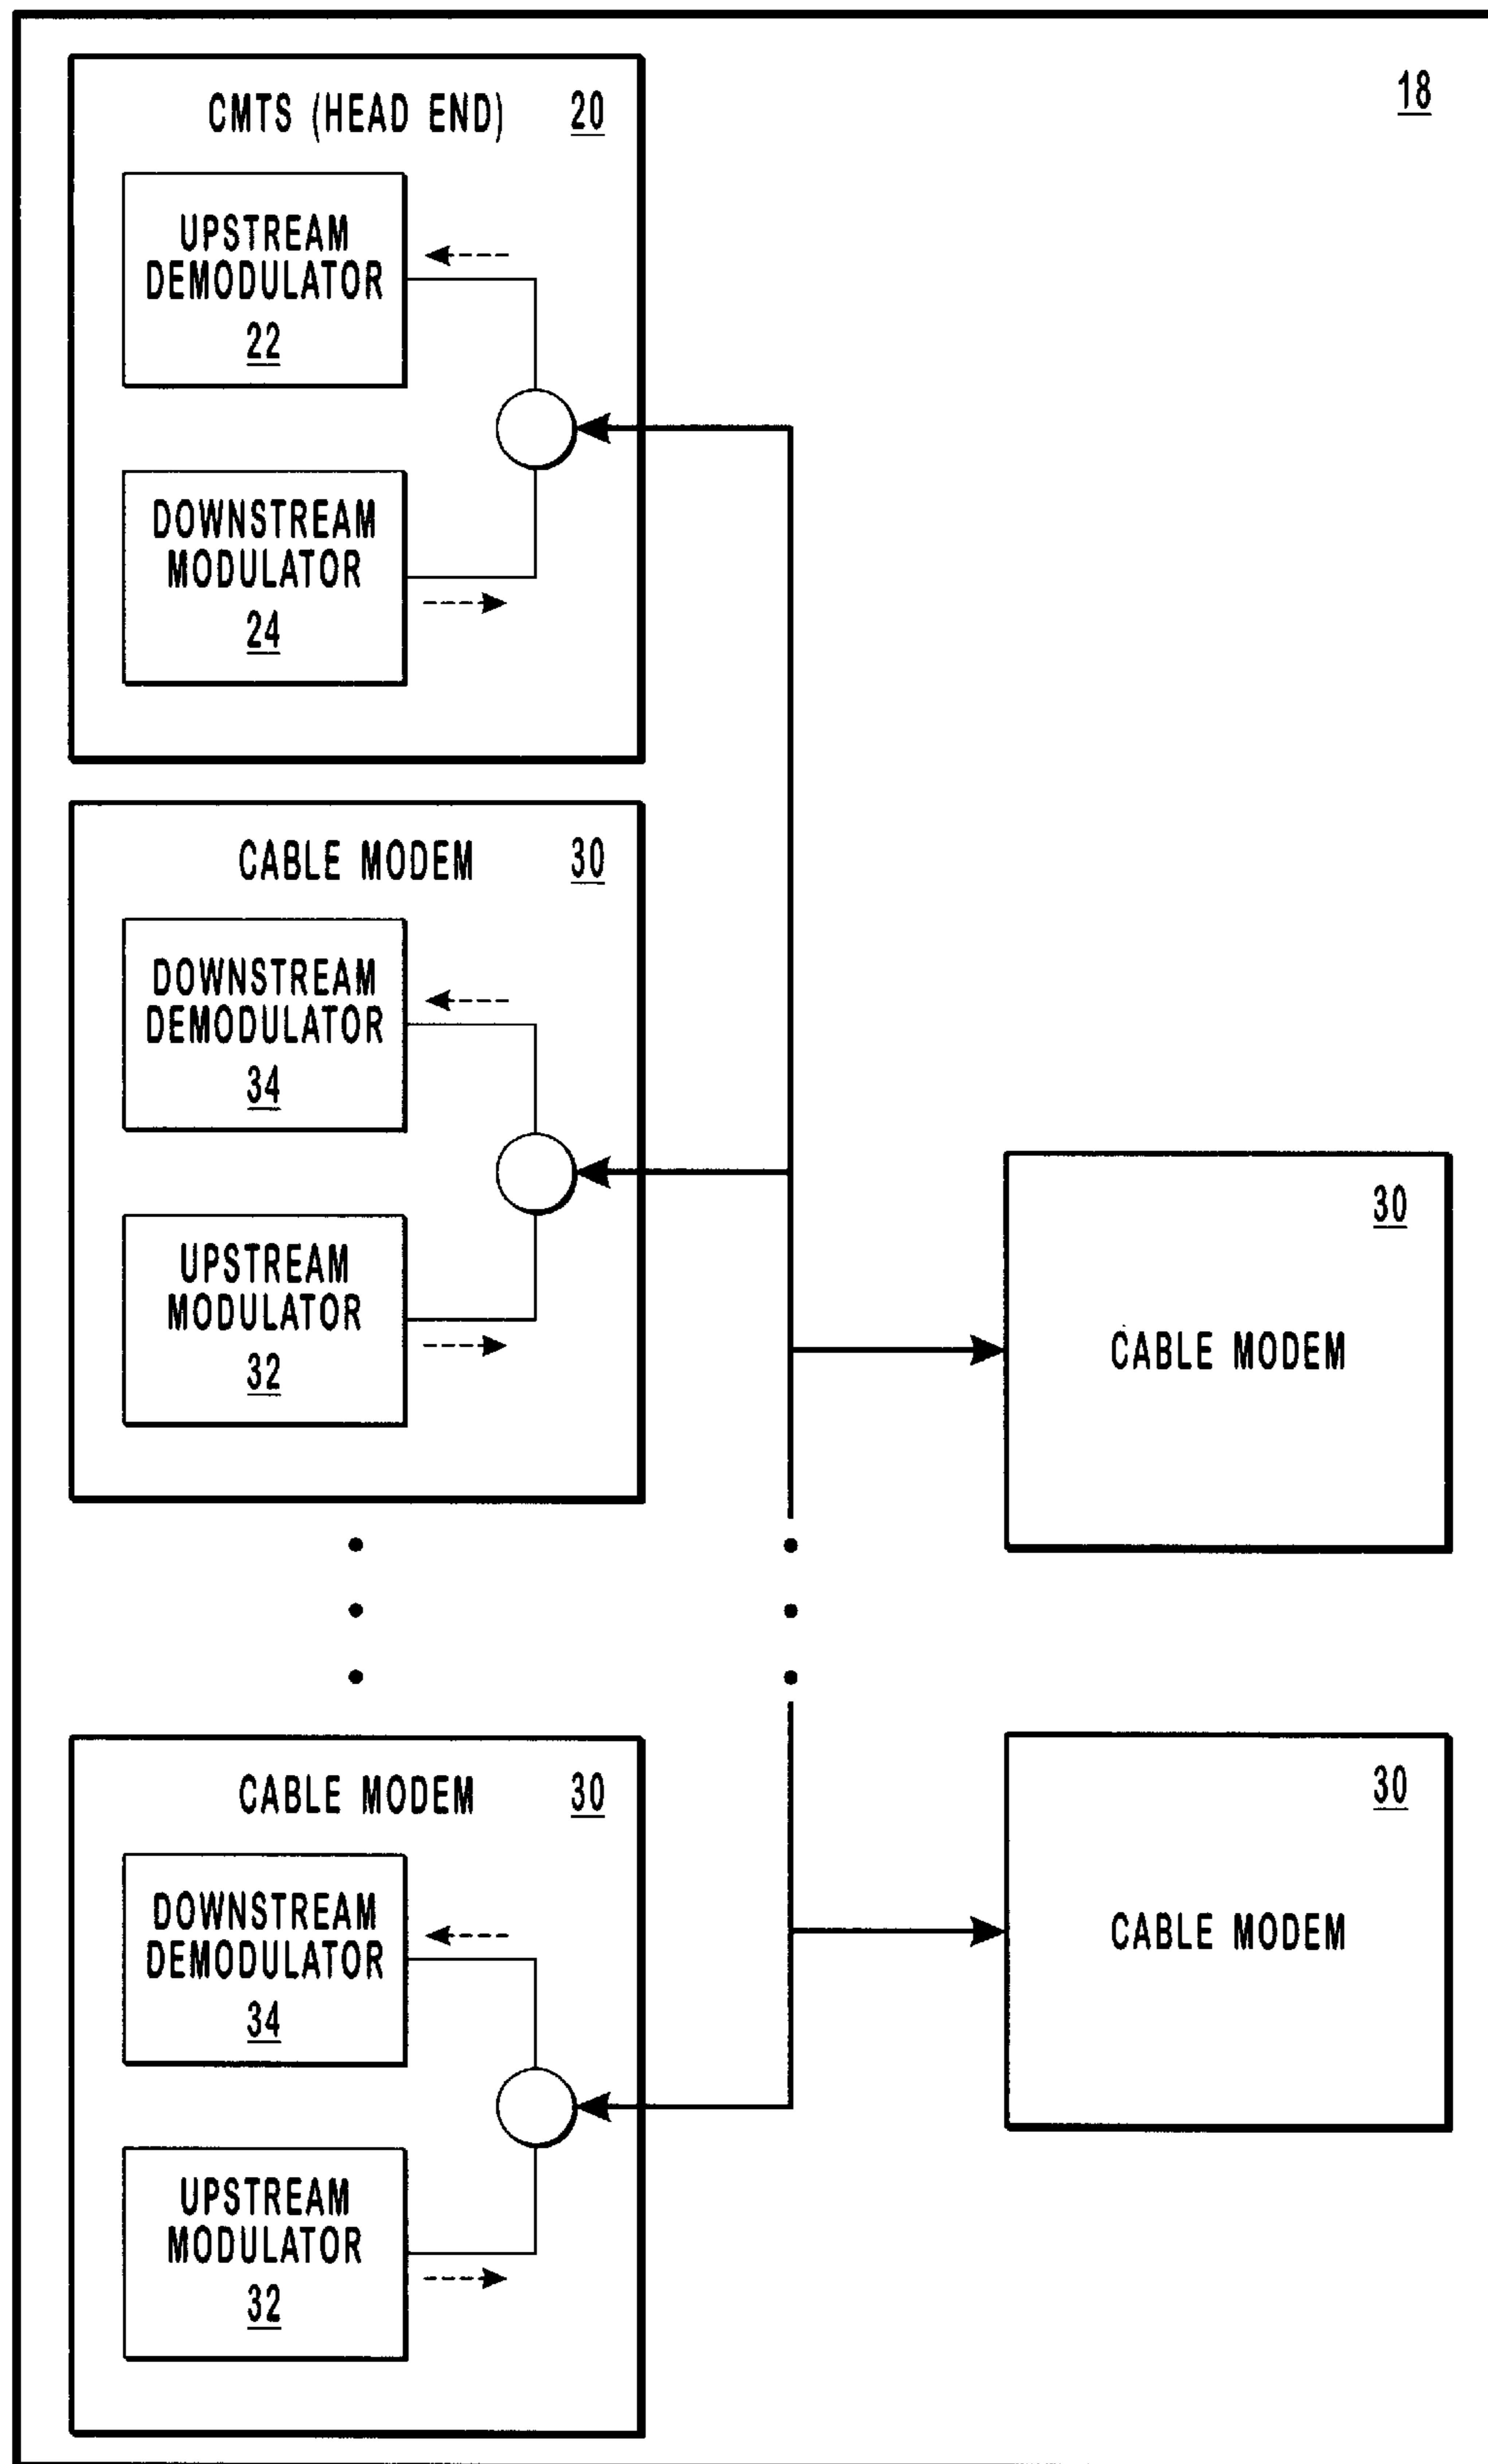 18
CMTS (HEAD END) 20
UPSTREAM
DEMODULATOR
22
DOWNSTREAM
MODULATOR
24
CABLE MODEM 30
DOWNSTREAM
DEMODULATOR
34
UPSTREAM
MODULATOR
32
30
CABLE MODEM
CABLE MODEM 30
DOWNSTREAM
DEMODULATOR
34
UPSTREAM
MODULATOR
32
30
CABLE MODEM